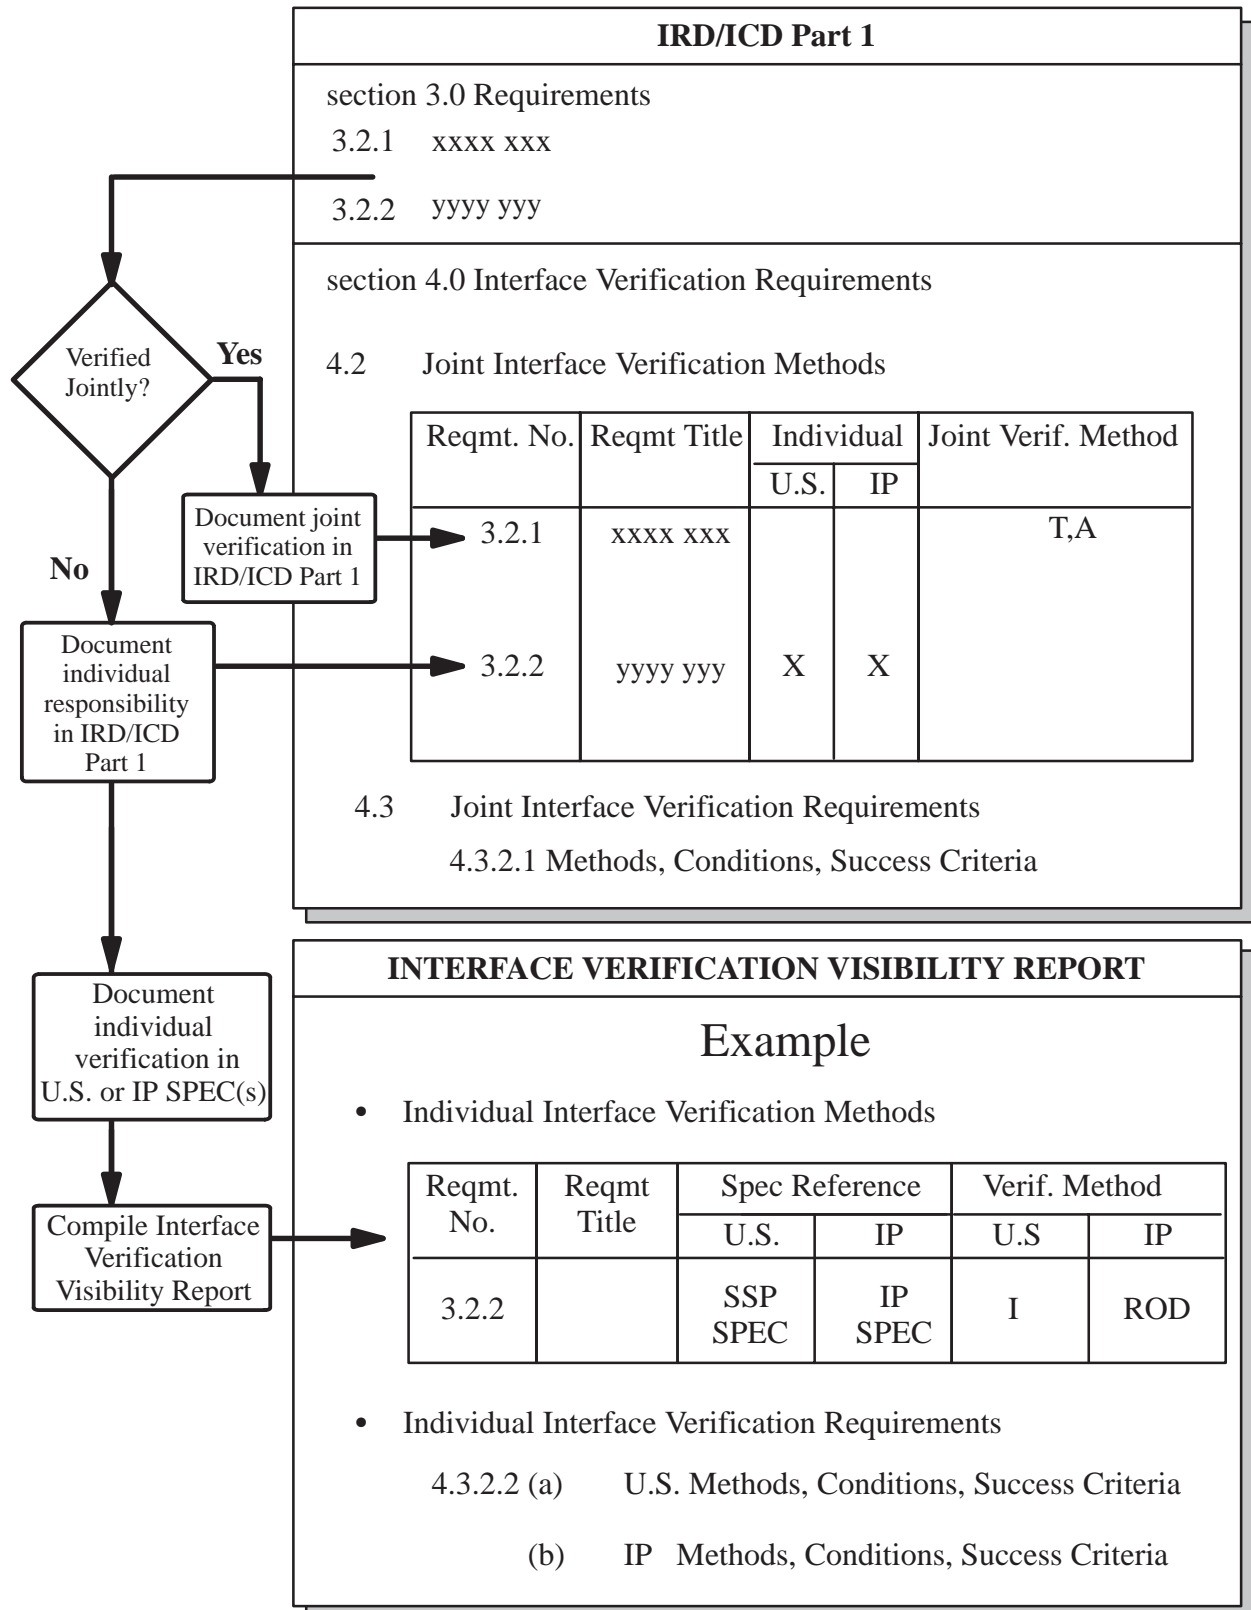 IRD/ICD Part 1
section 3.0 Requirements
3.2.1 xxxx xxx
3.2.2 yyyy yyy
section 4.0 Interface Verification Requirements
Verified
Jointly?
Yes
No
4.2 Joint Interface Verification Methods
Reqmt. No. Reqmt Title Individual Joint Verif. Method
U.S. IP
3.2.1 xxxx xxx T,A
3.2.2 yyyy yyy X X
Document joint
verification in
IRD/ICD Part 1
Document
individual
responsibility
in IRD/ICD
Part 1
4.3 Joint Interface Verification Requirements
4.3.2.1 Methods, Conditions, Success Criteria
INTERFACE VERIFICATION VISIBILITY REPORT
Example
Document
individual
verification in
U.S. or IP SPEC(s)
• Individual Interface Verification Methods
Compile Interface
Verification
Visibility Report
Reqmt. Reqmt Spec Reference Verif. Method
No. Title U.S. IP U.S IP
3.2.2 SSP IP I ROD
SPEC SPEC
• Individual Interface Verification Requirements
4.3.2.2 (a) U.S. Methods, Conditions, Success Criteria
(b) IP Methods, Conditions, Success Criteria